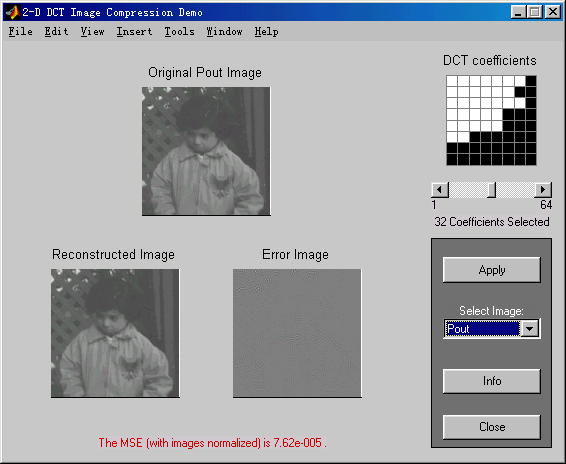 2-D DCT Image Compression Demo
File Edit View Insert Tools Window Help
Original Pout Image
DCT coefficients
1 64
32 Coefficients Selected
Reconstructed Image
Error Image
Apply
Select Image:
Pout
Info
Close
The MSE (with images normalized) is 7.62e-005 .